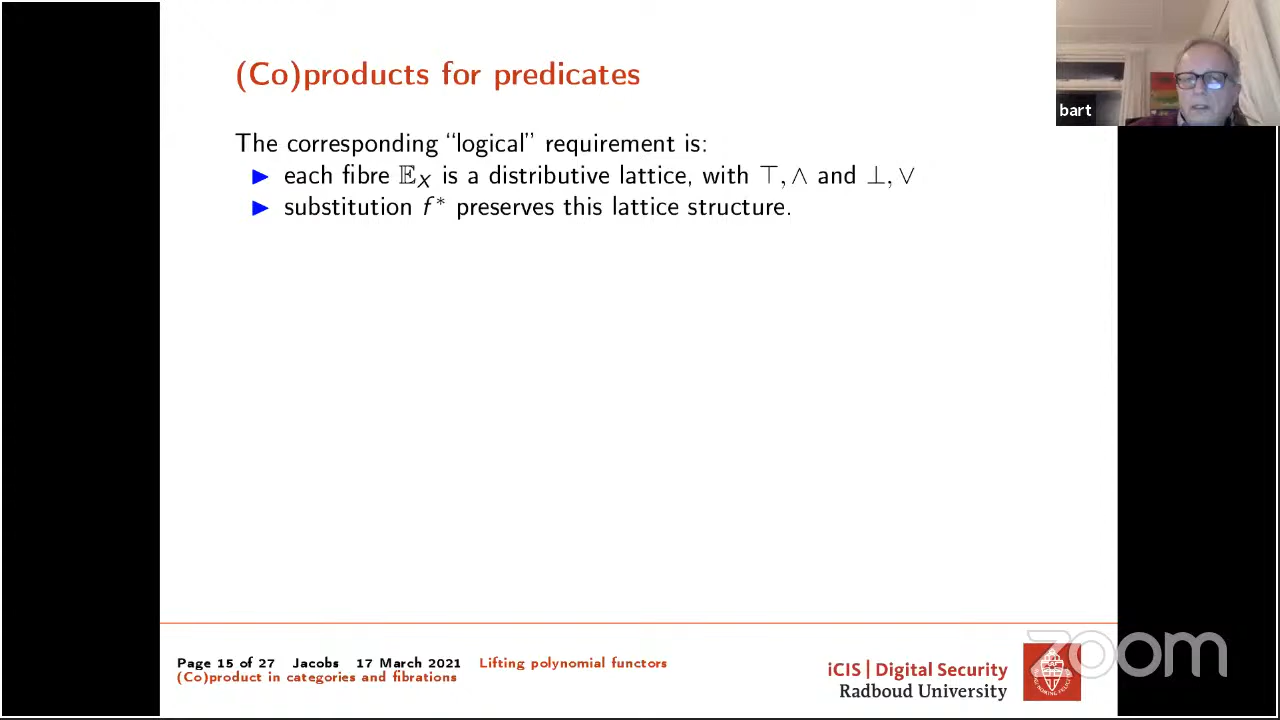 (Co)products for predicates
bart
The corresponding “logical” requirement is:
▶ each fibre 𝔼_X is a distributive lattice, with ⊤, ∧ and ⊥, ∨
▶ substitution f* preserves this lattice structure.
Page 15 of 27 Jacobs 17 March 2021 Lifting polynomial functors
(Co)product in categories and fibrations
iCIS | Digital Security
Radboud University
zoom